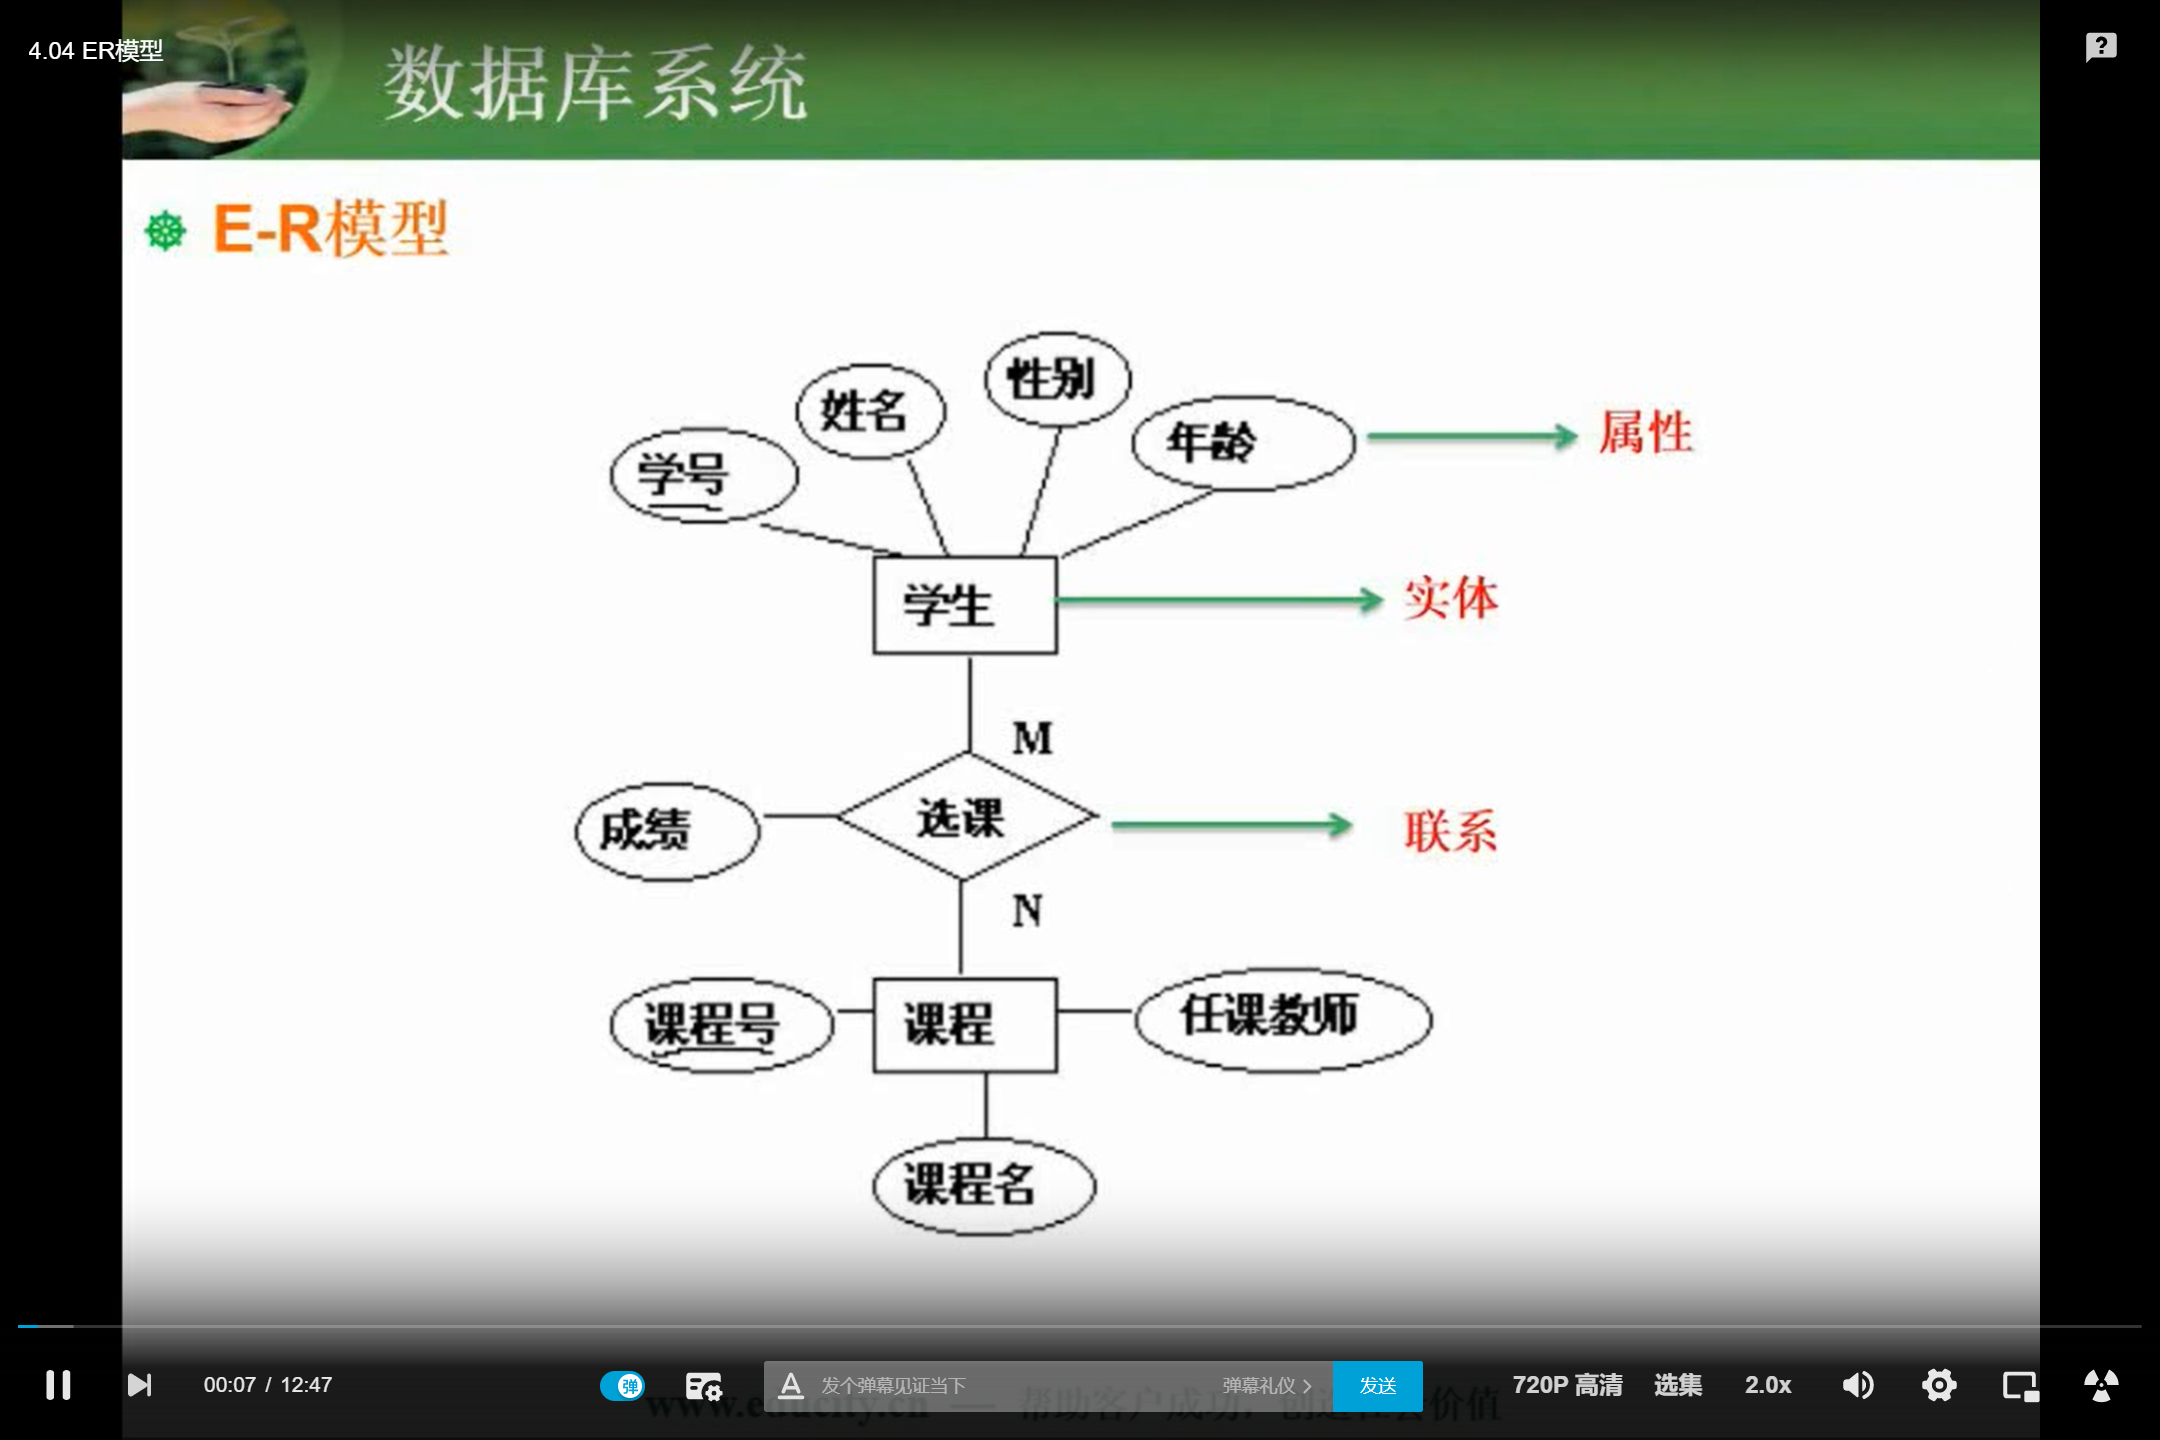 4.04 ER模型
数据库系统
E-R模型
学号
姓名
性别
年龄
属性
学生
实体
M
成绩
选课
联系
N
课程号
课程
任课教师
课程名
00:07 / 12:47
弹
A 发个弹幕见证当下
弹幕礼仪
发送
720P 高清
选集
2.0x
www.educity.cn — 帮助客户成功，创造社会价值